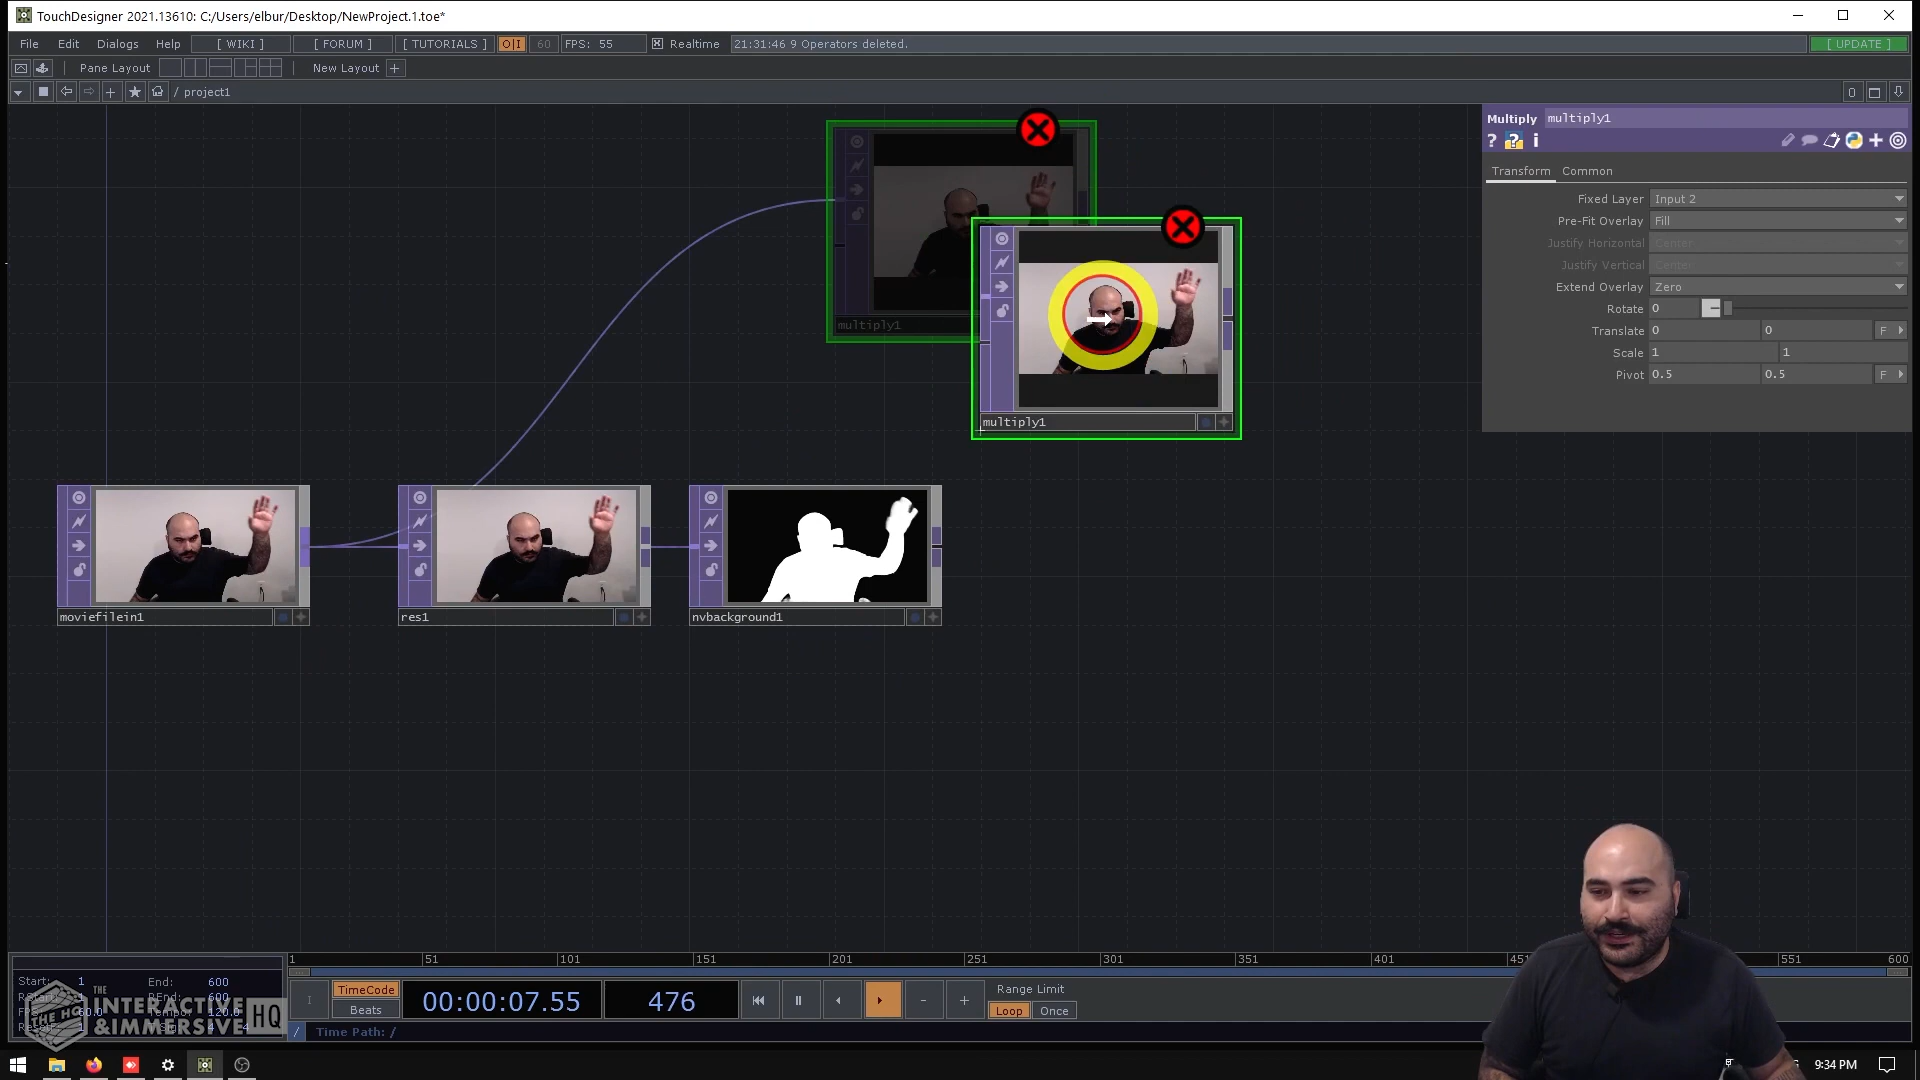 TouchDesigner 2021.13610: C:/Users/elbur/Desktop/NewProject.1.toe*
File Edit Dialogs Help [ WIKI ] [ FORUM ] [ TUTORIALS ] O|I 60 FPS: 55 Realtime 21:31:46 9 Operators deleted. [ UPDATE ]
Pane Layout New Layout +
/ project1 0
Multiply multiply1
? ? i
Transform Common
Fixed Layer Input 2
Pre-Fit Overlay Fill
Justify Horizontal Center
Justify Vertical Center
Extend Overlay Zero
Rotate 0
Translate 0 0 F
Scale 1 1
Pivot 0.5 0.5 F
multiply1
multiply1
moviefilein1
res1
nvbackground1
1 51 101 151 201 251 301 351 401 451 551 600
Start: 1 End: 600
REnd: 600
60.0 Tempo: 120.0
THE INTERACTIVE & IMMERSIVE HQ
THE HQ
TimeCode
Beats
00:00:07.55
476
Range Limit
Loop Once
/ Time Path: /
9:34 PM